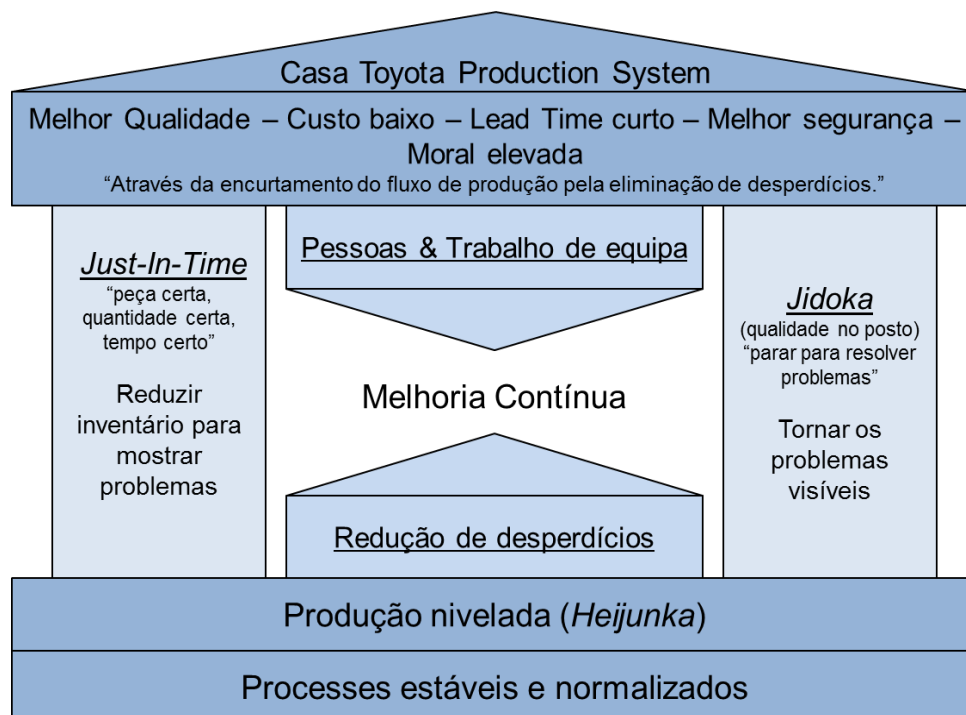 Casa Toyota Production System
Melhor Qualidade – Custo baixo – Lead Time curto – Melhor segurança –
Moral elevada
“Através da encurtamento do fluxo de produção pela eliminação de desperdícios.”
Just-In-Time
“peça certa,
quantidade certa,
tempo certo”
Reduzir
inventário para
mostrar
problemas
Pessoas & Trabalho de equipa
Melhoria Contínua
Redução de desperdícios
Jidoka
(qualidade no posto)
“parar para resolver
problemas”
Tornar os
problemas
visíveis
Produção nivelada (Heijunka)
Processes estáveis e normalizados